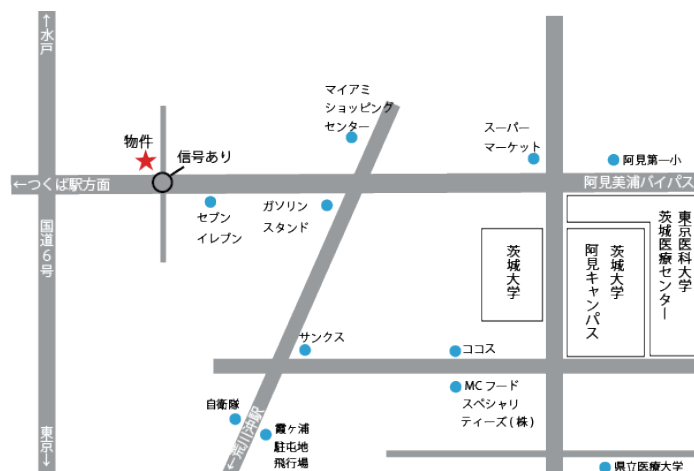 ←水戸
マイアミ
ショッピング
センター
物件
信号あり
スーパー
マーケット
阿見第一小
←つくば駅方面
阿見美浦バイパス
国道6号
セブン
イレブン
ガソリン
スタンド
茨城大学
茨城大学
阿見キャンパス
東京医科大学
茨城医療センター
サンクス
ココス
MCフード
スペシャリ
ティーズ(株)
自衛隊
霞ヶ浦
駐屯地
飛行場
←荒川沖駅
東京→
県立医療大学